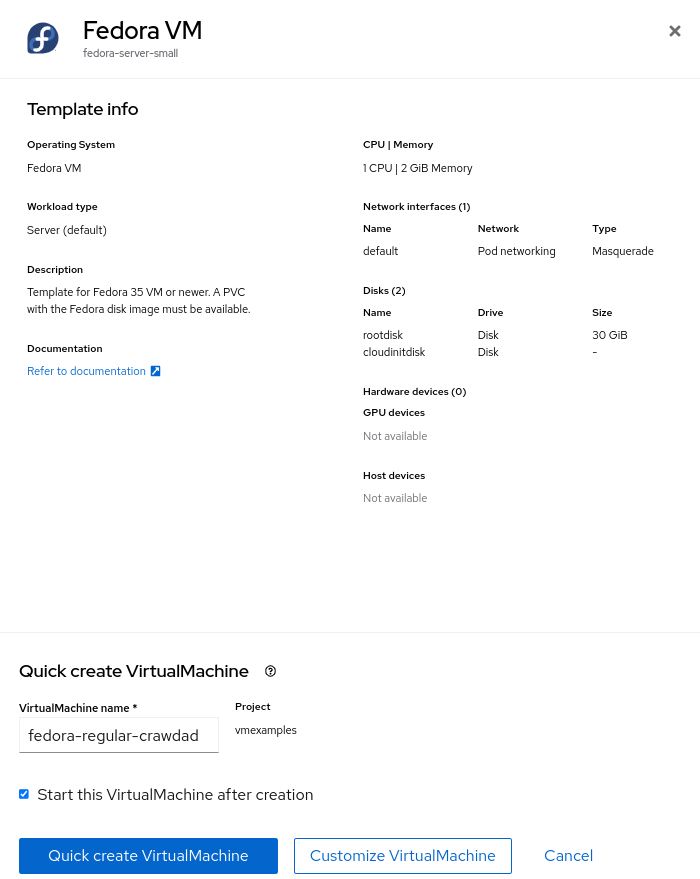 Fedora VM
fedora-server-small
Template info
Operating System
Fedora VM
Workload type
Server (default)
Description
Template for Fedora 35 VM or newer. A PVC
with the Fedora disk image must be available.
Documentation
Refer to documentation
CPU | Memory
1 CPU | 2 GiB Memory
Network interfaces (1)
Name Network Type
default Pod networking Masquerade
Disks (2)
Name Drive Size
rootdisk Disk 30 GiB
cloudinitdisk Disk -
Hardware devices (0)
GPU devices
Not available
Host devices
Not available
Quick create VirtualMachine
VirtualMachine name *
fedora-regular-crawdad
Project
vmexamples
Start this VirtualMachine after creation
Quick create VirtualMachine
Customize VirtualMachine
Cancel